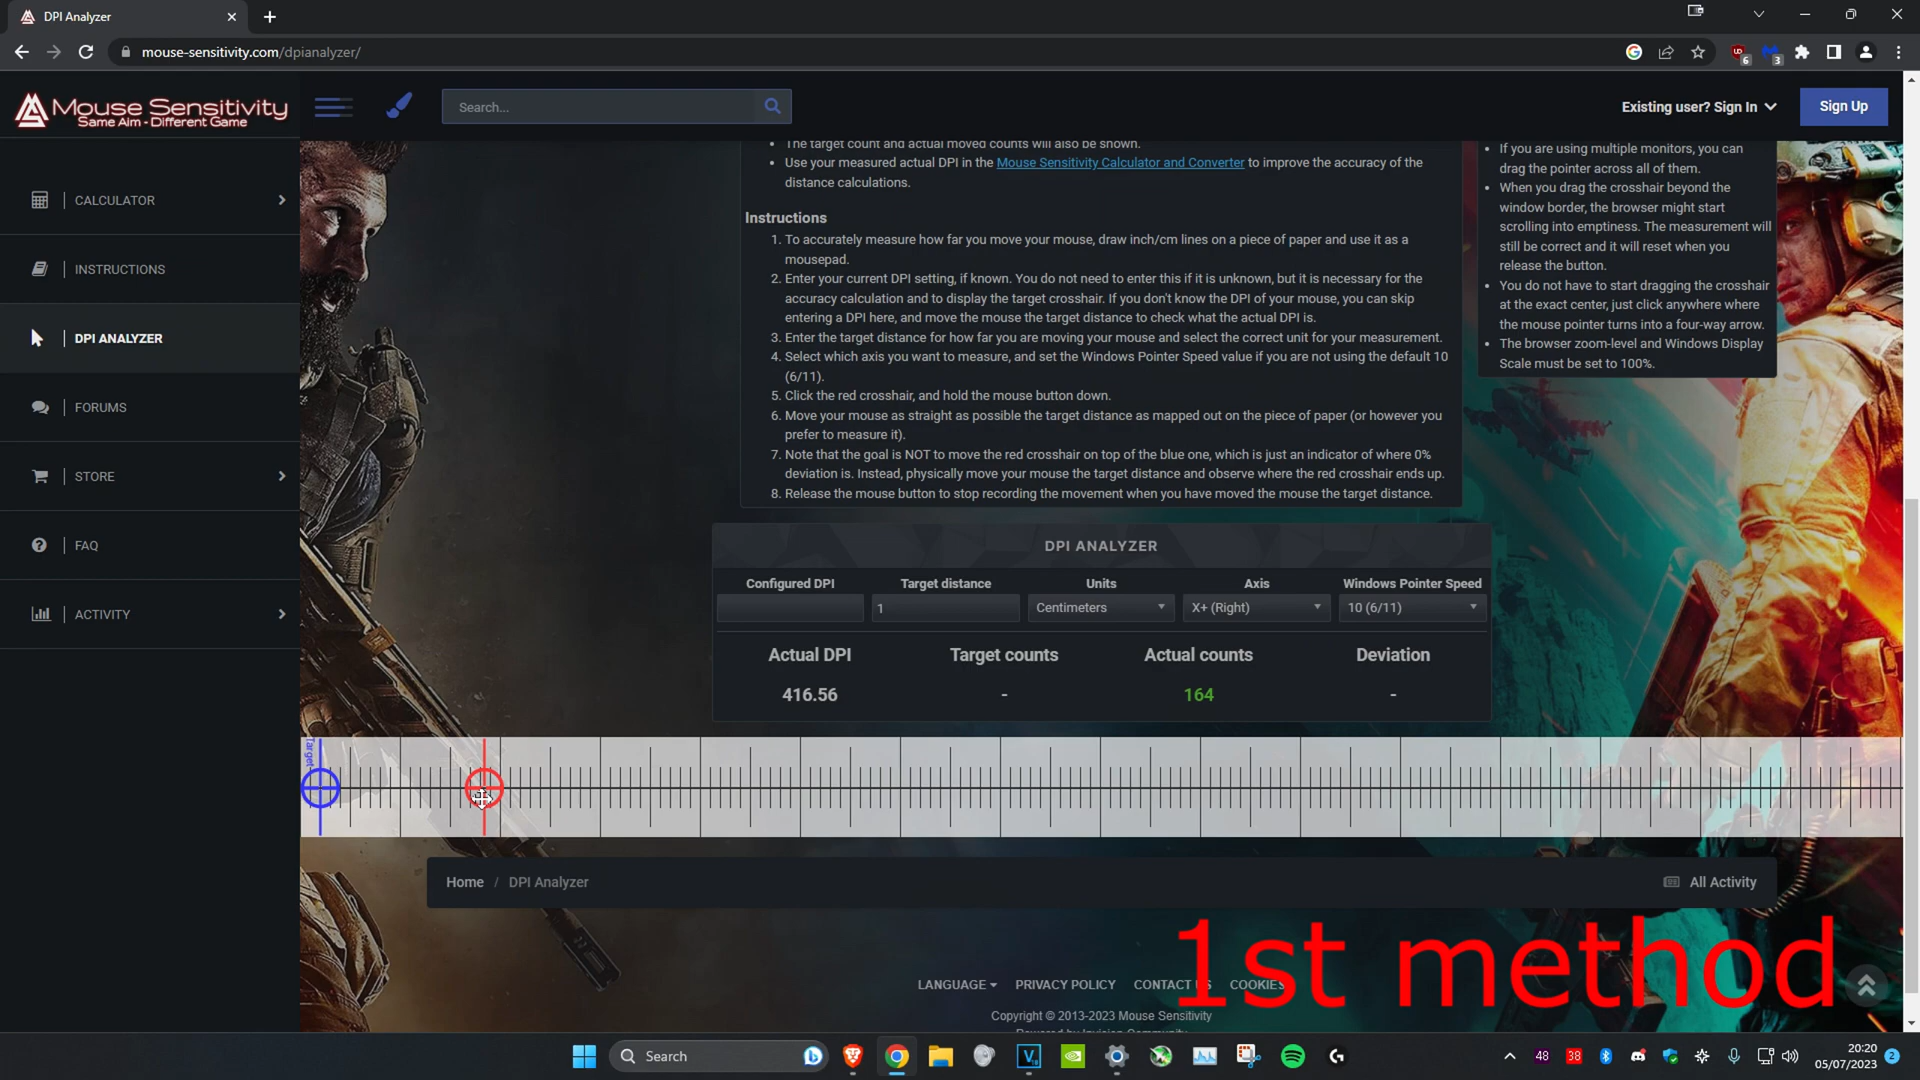 DPI Analyzer
mouse-sensitivity.com/dpianalyzer/
6
3
Mouse Sensitivity
Same Aim - Different Game
Search...
Existing user? Sign In
Sign Up
CALCULATOR
INSTRUCTIONS
DPI ANALYZER
FORUMS
STORE
FAQ
ACTIVITY
The target count and actual moved counts will also be shown.
Use your measured actual DPI in the Mouse Sensitivity Calculator and Converter to improve the accuracy of the
distance calculations.
Instructions
1. To accurately measure how far you move your mouse, draw inch/cm lines on a piece of paper and use it as a
mousepad.
2. Enter your current DPI setting, if known. You do not need to enter this if it is unknown, but it is necessary for the
accuracy calculation and to display the target crosshair. If you don't know the DPI of your mouse, you can skip
entering a DPI here, and move the mouse the target distance to check what the actual DPI is.
3. Enter the target distance for how far you are moving your mouse and select the correct unit for your measurement.
4. Select which axis you want to measure, and set the Windows Pointer Speed value if you are not using the default 10
(6/11).
5. Click the red crosshair, and hold the mouse button down.
6. Move your mouse as straight as possible the target distance as mapped out on the piece of paper (or however you
prefer to measure it).
7. Note that the goal is NOT to move the red crosshair on top of the blue one, which is just an indicator of where 0%
deviation is. Instead, physically move your mouse the target distance and observe where the red crosshair ends up.
8. Release the mouse button to stop recording the movement when you have moved the mouse the target distance.
If you are using multiple monitors, you can
drag the pointer across all of them.
When you drag the crosshair beyond the
window border, the browser might start
scrolling into emptiness. The measurement will
still be correct and it will reset when you
release the button.
You do not have to start dragging the crosshair
at the exact center, just click anywhere where
the mouse pointer turns into a four-way arrow.
The browser zoom-level and Windows Display
Scale must be set to 100%.
DPI ANALYZER
Configured DPI Target distance Units Axis Windows Pointer Speed
1 Centimeters X+ (Right) 10 (6/11)
Actual DPI Target counts Actual counts Deviation
416.56 - 164 -
Target
Home / DPI Analyzer
All Activity
1st method
LANGUAGE PRIVACY POLICY CONTACT US COOKIES
Copyright © 2013-2023 Mouse Sensitivity
Search
48
38
20:20
05/07/2023
2